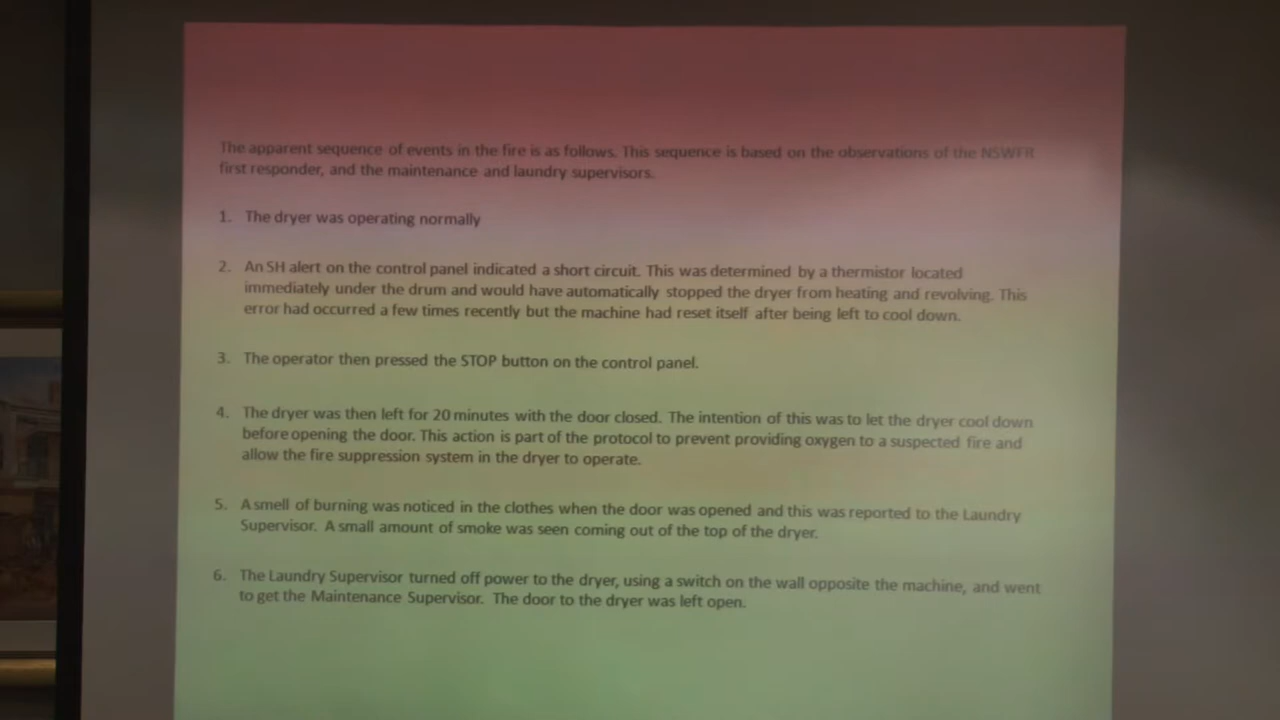 The apparent sequence of events in the fire is as follows. This sequence is based on the observations of the NSWFR
first responder, and the maintenance and laundry supervisors.
1. The dryer was operating normally
2. An SH alert on the control panel indicated a short circuit. This was determined by a thermistor located
immediately under the drum and would have automatically stopped the dryer from heating and revolving. This
error had occurred a few times recently but the machine had reset itself after being left to cool down.
3. The operator then pressed the STOP button on the control panel.
4. The dryer was then left for 20 minutes with the door closed. The intention of this was to let the dryer cool down
before opening the door. This action is part of the protocol to prevent providing oxygen to a suspected fire and
allow the fire suppression system in the dryer to operate.
5. A smell of burning was noticed in the clothes when the door was opened and this was reported to the Laundry
Supervisor. A small amount of smoke was seen coming out of the top of the dryer.
6. The Laundry Supervisor turned off power to the dryer, using a switch on the wall opposite the machine, and went
to get the Maintenance Supervisor. The door to the dryer was left open.